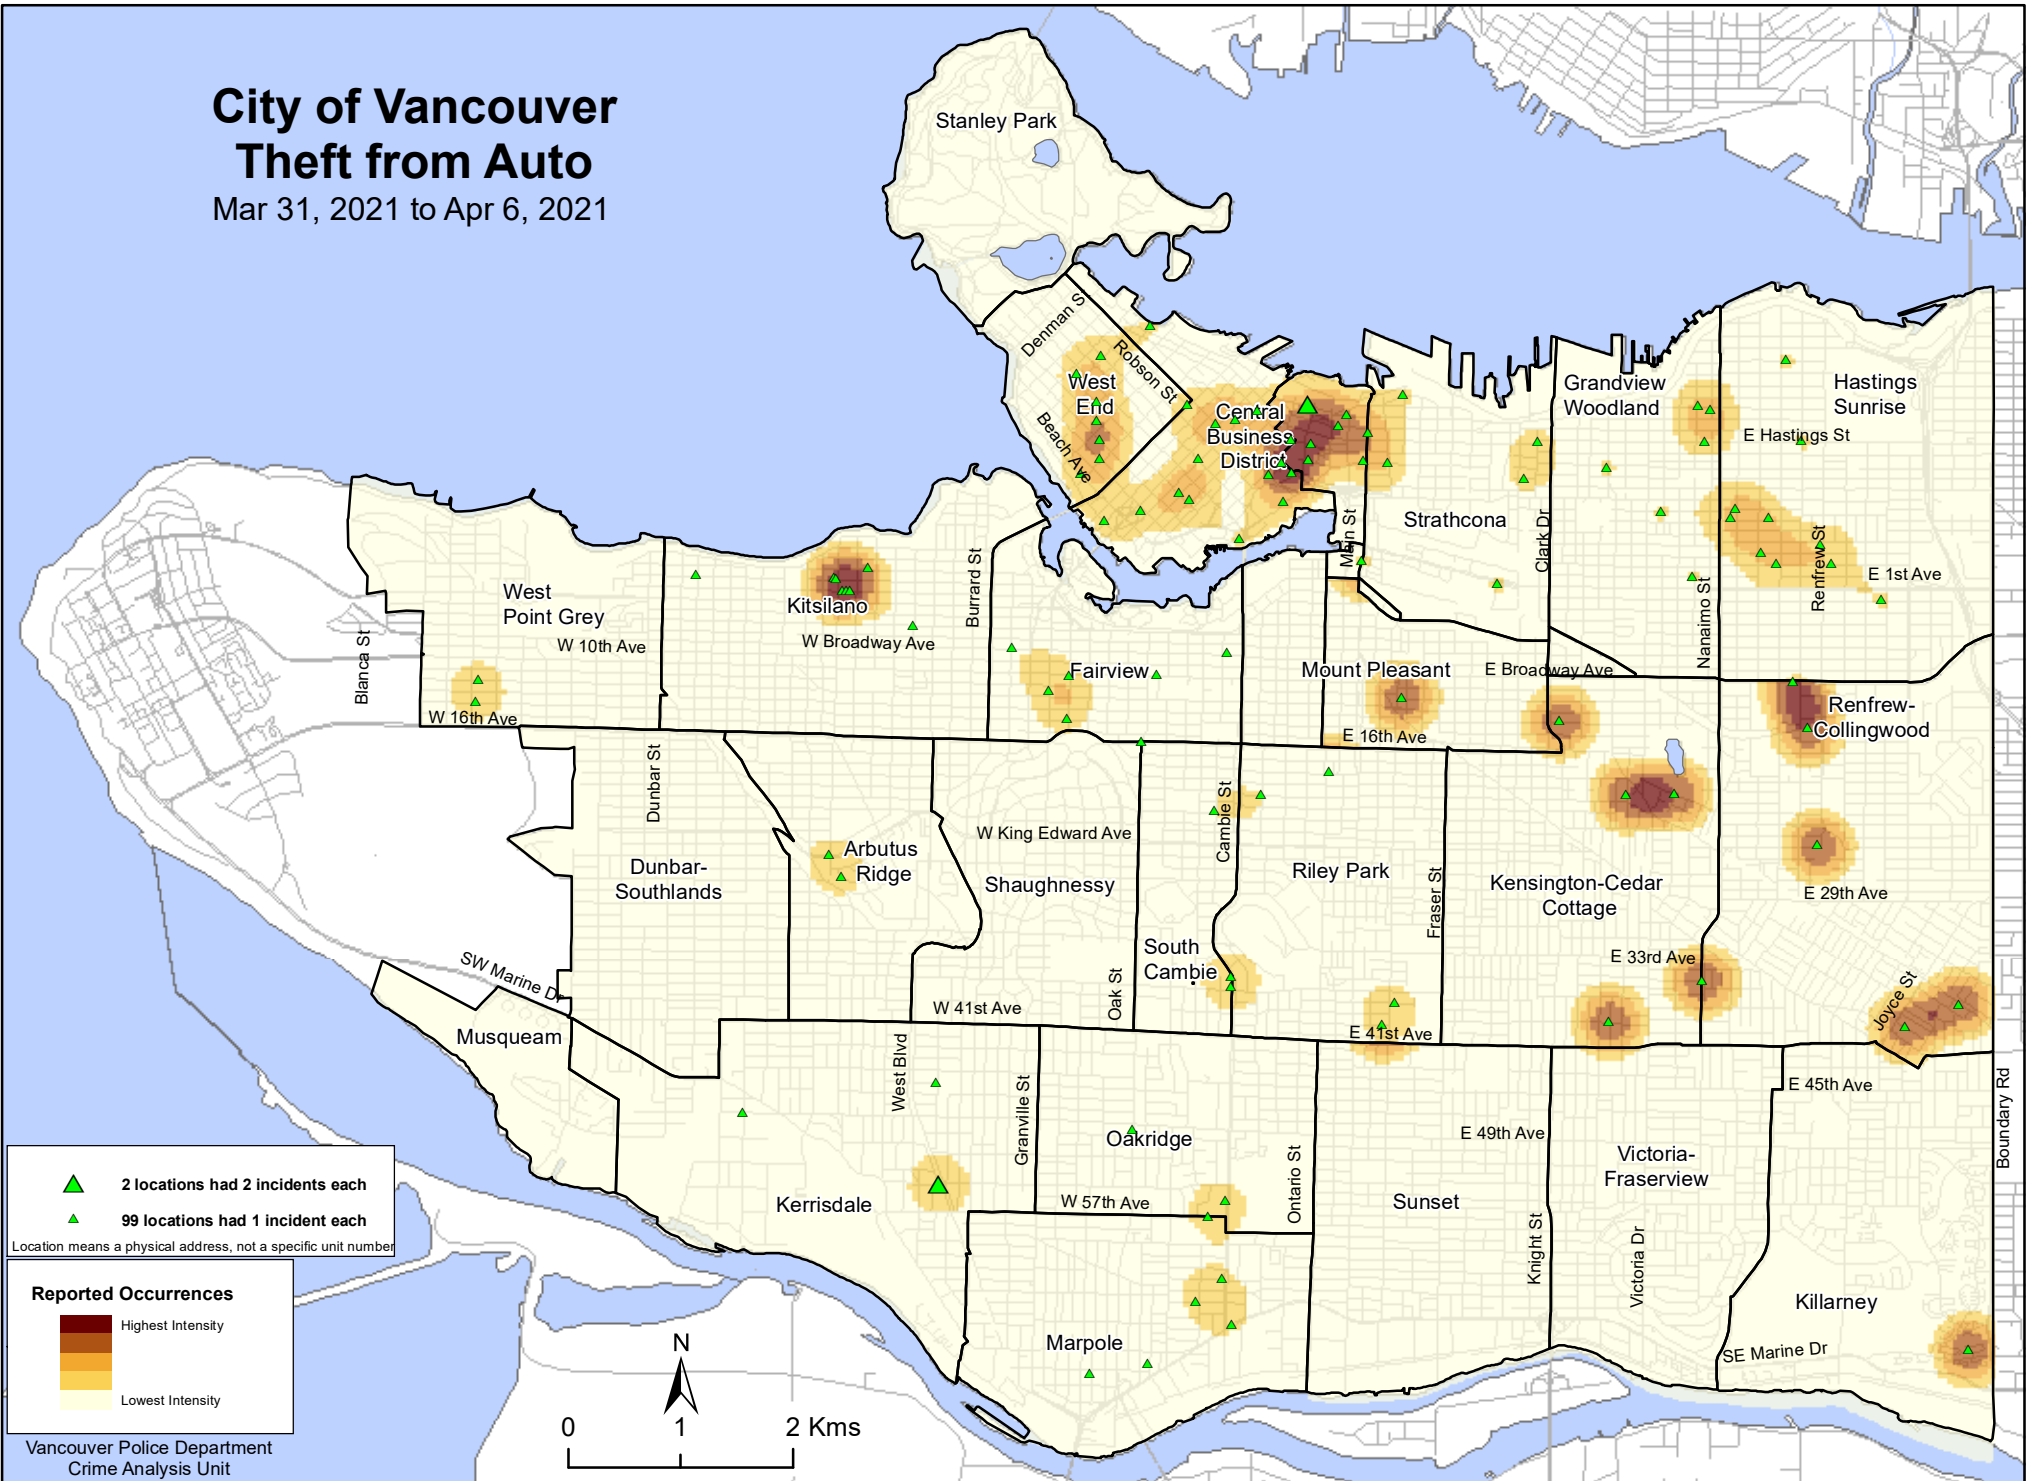 City of Vancouver
Theft from Auto
Mar 31, 2021 to Apr 6, 2021
Stanley Park
Denman S
Robson St
West
End
Beach Ave
Central
Business
District
Grandview
Woodland
Hastings
Sunrise
E Hastings St
Strathcona
Main St
Clark Dr
Renfrew St
E 1st Ave
Nanaimo St
West
Point Grey
Kitsilano
Burrard St
W 10th Ave
W Broadway Ave
Blanca St
W 16th Ave
Fairview
Mount Pleasant
E Broadway Ave
E 16th Ave
Renfrew-
Collingwood
Dunbar St
Cambie St
W King Edward Ave
Arbutus
Ridge
Dunbar-
Southlands
Shaughnessy
Riley Park
Fraser St
Kensington-Cedar
Cottage
E 29th Ave
South
Cambie
E 33rd Ave
SW Marine Dr
Oak St
W 41st Ave
E 41st Ave
Joyce St
Musqueam
West Blvd
Granville St
E 45th Ave
Boundary Rd
Oakridge
E 49th Ave
Ontario St
Victoria-
Fraserview
Kerrisdale
W 57th Ave
Sunset
Knight St
Victoria Dr
Killarney
Marpole
SE Marine Dr
2 locations had 2 incidents each
99 locations had 1 incident each
Location means a physical address, not a specific unit number
Reported Occurrences
Highest Intensity
Lowest Intensity
N
0 1 2 Kms
Vancouver Police Department
Crime Analysis Unit